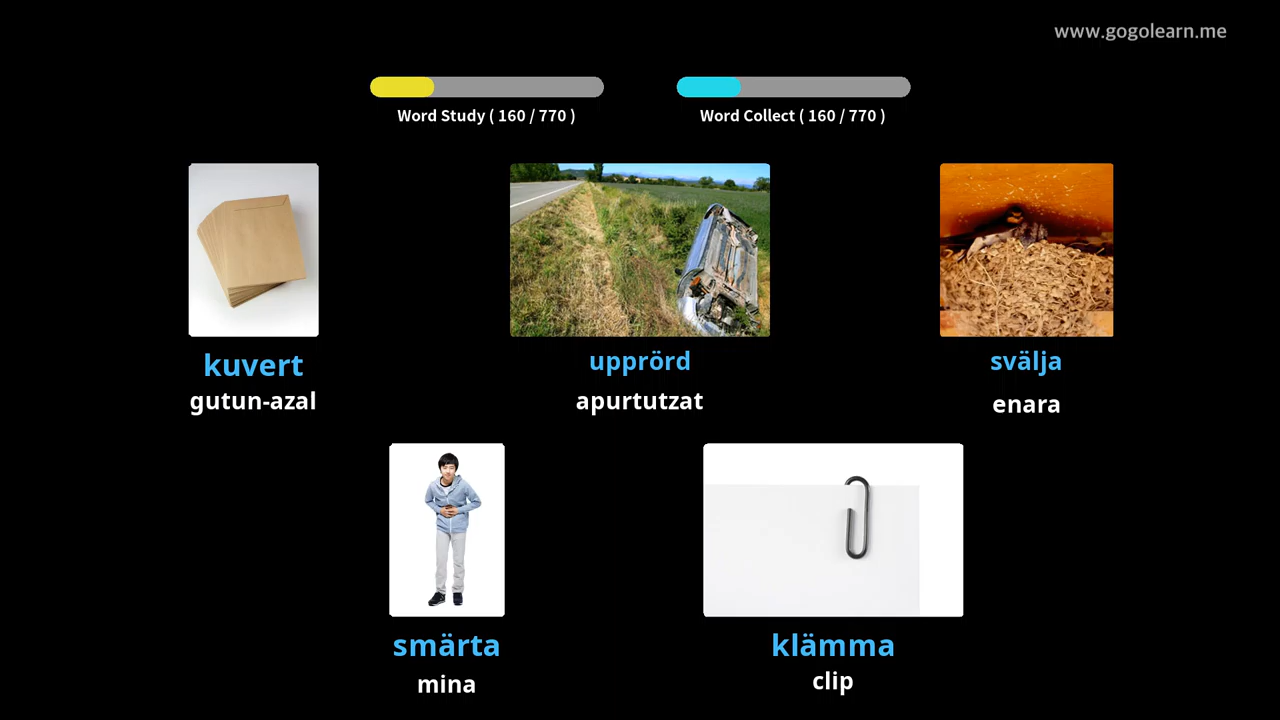 www.gogolearn.me
Word Study ( 160 / 770 )
Word Collect ( 160 / 770 )
kuvert
gutun-azal
upprörd
apurtutzat
svälja
enara
smärta
mina
klämma
clip